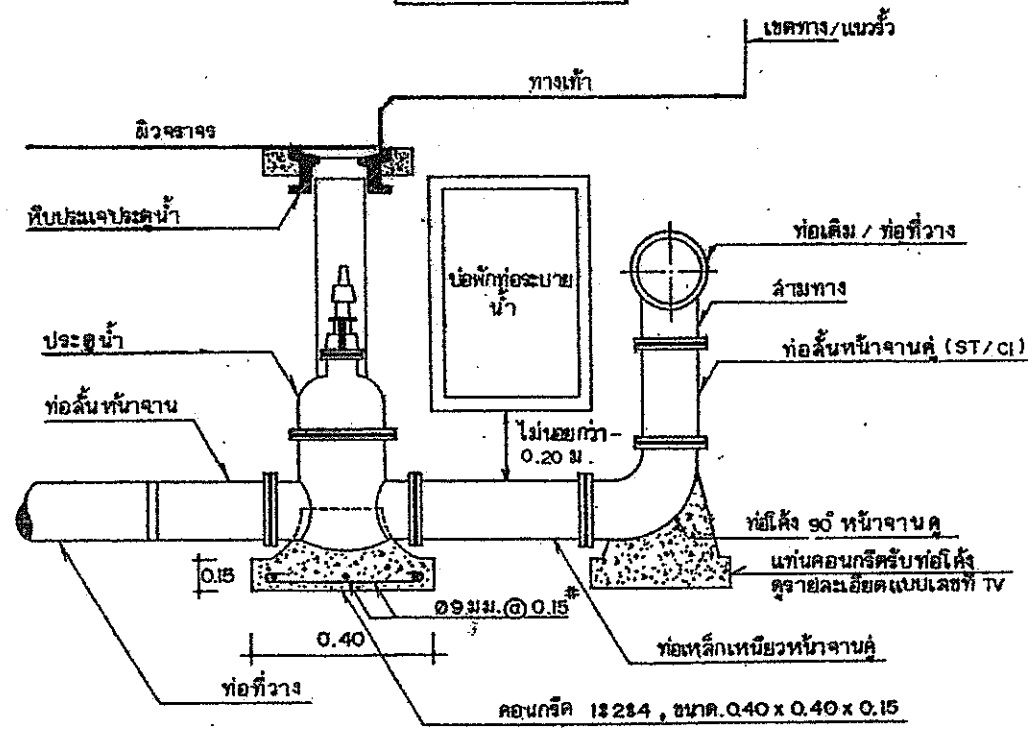 เขตทาง/แนวรั้ว
ทางเท้า
ผิวจราจร
หีบประแจประตูน้ำ
ท่อเดิม / ท่อที่วาง
บ่อพักท่อระบาย
น้ำ
สามทาง
ประตูน้ำ
ท่อสั้นหน้าจานคู่ (ST/CI)
ท่อสั้นหน้าจาน
ไม่น้อยกว่า
0.20 ม.
ท่อโค้ง 90° หน้าจานคู่
แท่นคอนกรีตรับท่อโค้ง
ดูรายละเอียดแบบเลขที่ TV
0.15
Ø9 มม.@ 0.15 #
0.40
ท่อเหล็กเหนียวหน้าจานคู่
ท่อที่วาง
คอนกรีต 1:2:4 , ขนาด 0.40 x 0.40 x 0.15